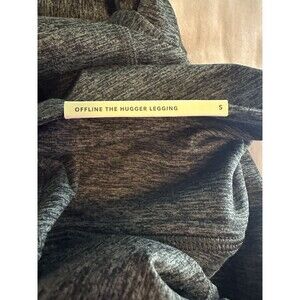 OFFLINE THE HUGGER LEGGING S